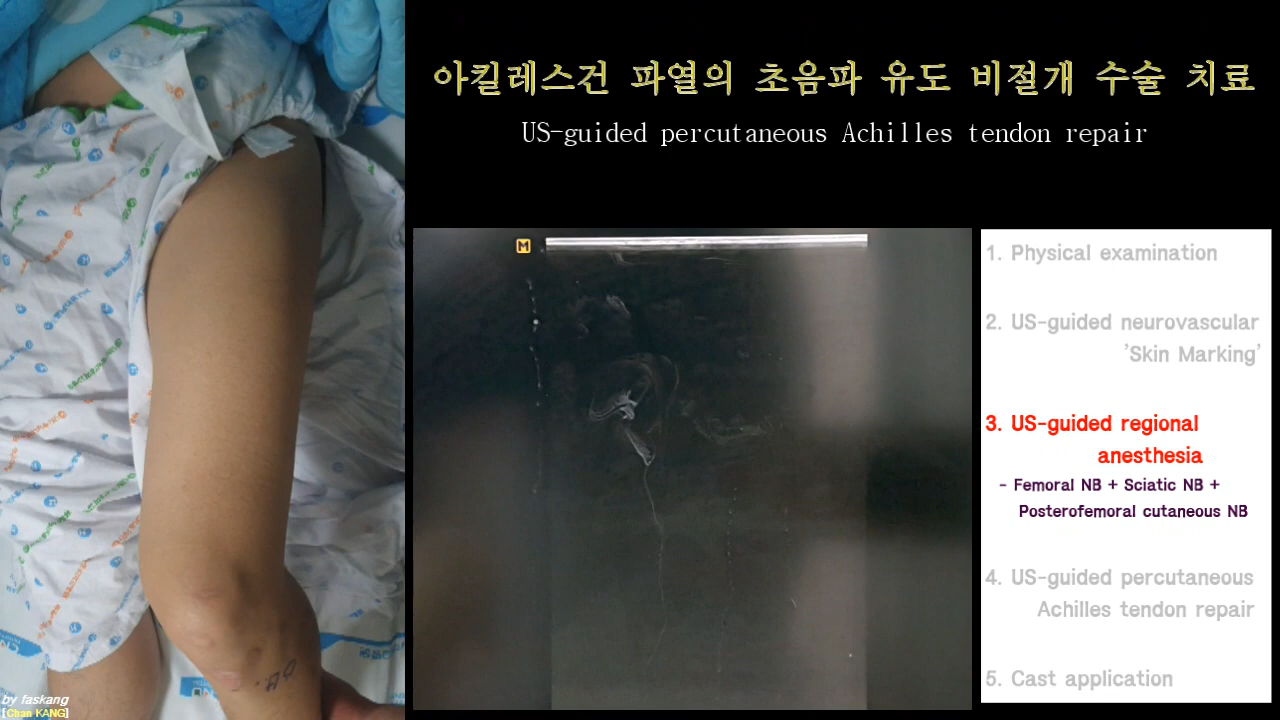 아킬레스건 파열의 초음파 유도 비절개 수술 치료
US-guided percutaneous Achilles tendon repair
M
1. Physical examination
2. US-guided neurovascular
'Skin Marking'
3. US-guided regional
anesthesia
- Femoral NB + Sciatic NB +
Posterofemoral cutaneous NB
4. US-guided percutaneous
Achilles tendon repair
5. Cast application
by faskang
[Chan KANG]